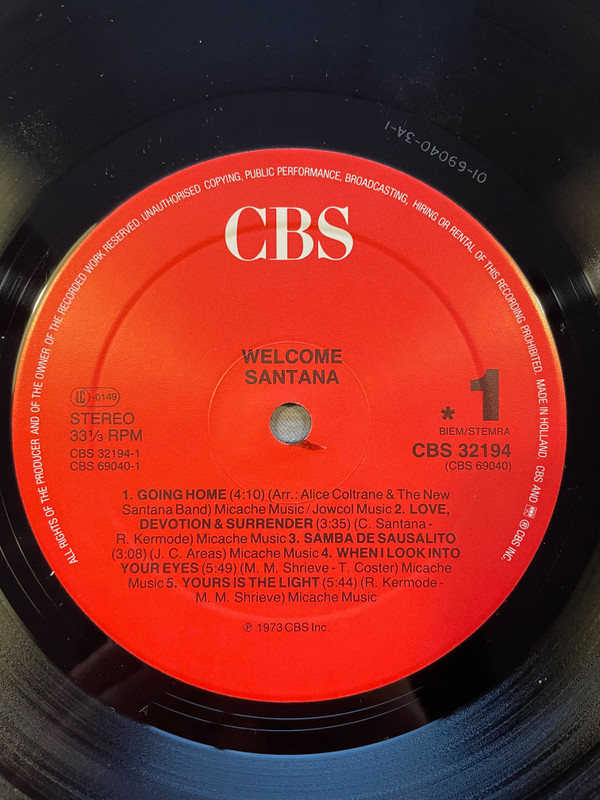 01-69040-3A-1
ALL RIGHTS OF THE PRODUCER AND OF THE OWNER OF THE RECORDED WORK RESERVED. UNAUTHORISED COPYING, PUBLIC PERFORMANCE, BROADCASTING, HIRING OR RENTAL OF THIS RECORDING PROHIBITED. MADE IN HOLLAND. CBS AND ℗ CBS INC.
CBS
WELCOME
SANTANA
LC-0149
STEREO
33⅓ RPM
CBS 32194-1
CBS 69040-1
* 1
BIEM/STEMRA
CBS 32194
(CBS 69040)
1. GOING HOME (4:10) (Arr.: Alice Coltrane & The New
Santana Band) Micache Music / Jowcol Music 2. LOVE,
DEVOTION & SURRENDER (3:35) (C. Santana -
R. Kermode) Micache Music 3. SAMBA DE SAUSALITO
(3:08) (J. C. Areas) Micache Music 4. WHEN I LOOK INTO
YOUR EYES (5:49) (M. M. Shrieve - T. Coster) Micache
Music 5. YOURS IS THE LIGHT (5:44) (R. Kermode -
M. M. Shrieve) Micache Music
℗ 1973 CBS Inc.
A